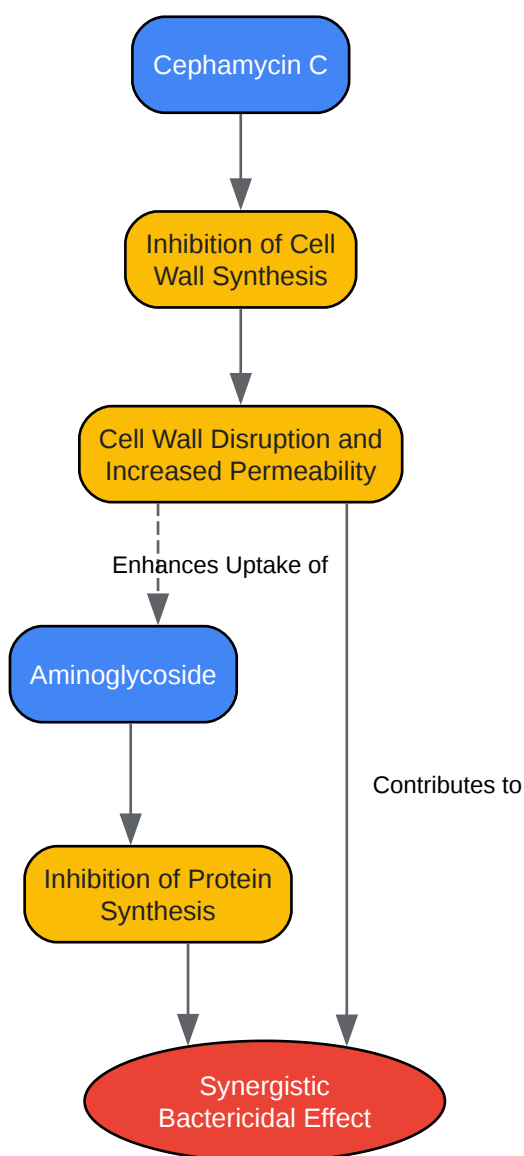 Cephamycin C
Inhibition of Cell
Wall Synthesis
Cell Wall Disruption and
Increased Permeability
Enhances Uptake of
Aminoglycoside
Contributes to
Inhibition of Protein
Synthesis
Synergistic
Bactericidal Effect